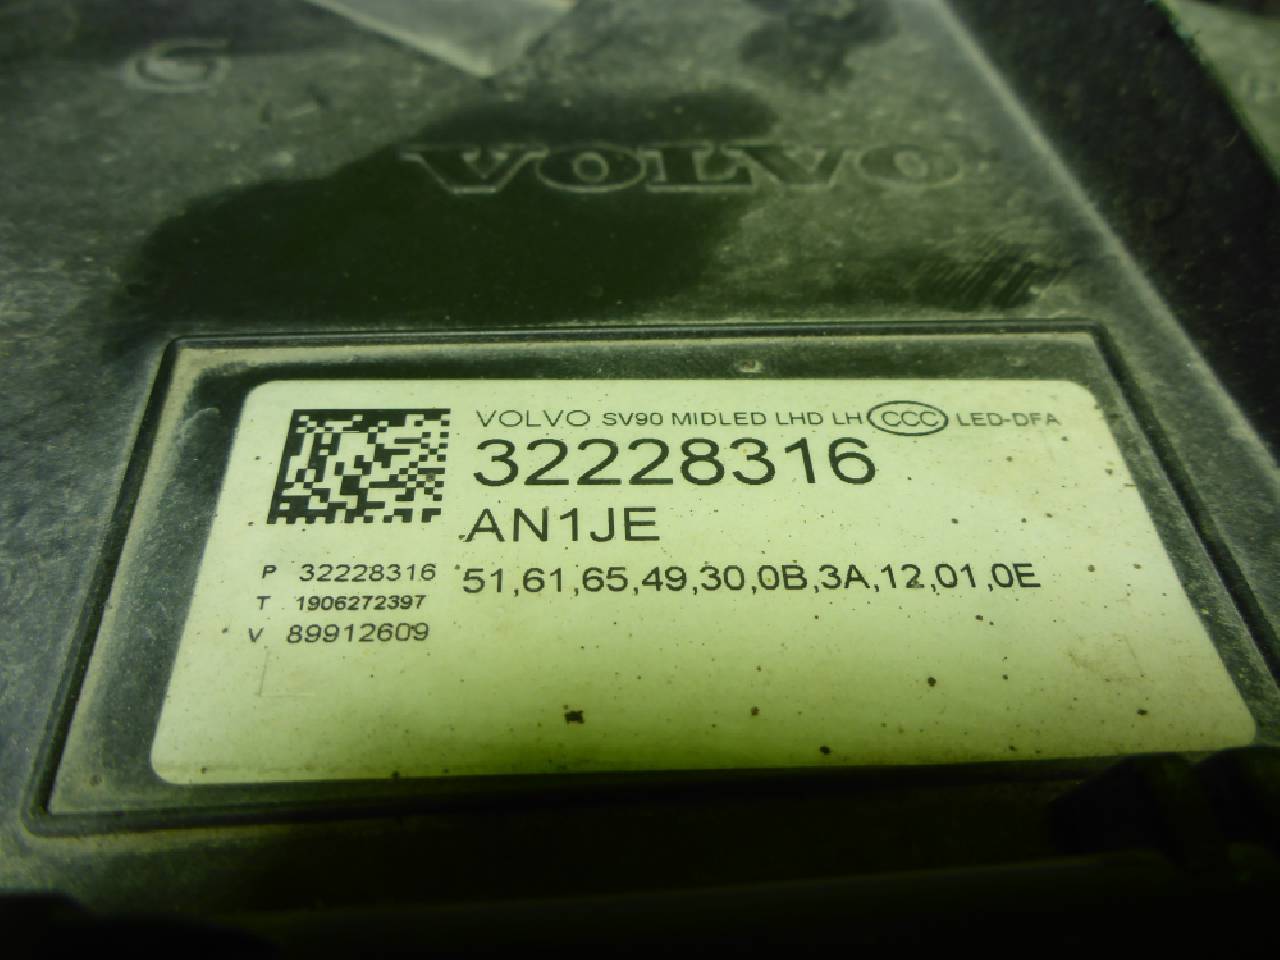 VOLVO
VOLVO SV90 MIDLED LHD LH CCC LED-DFA
32228316
AN1JE
P 32228316 51,61,65,49,30,0B,3A,12,01,0E
T 1906272397
V 89912609